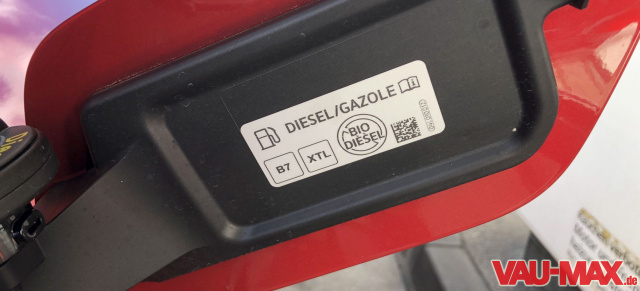 DIESEL/GAZOLE
B7
XTL
BIO
DIESEL
VAU-MAX.de